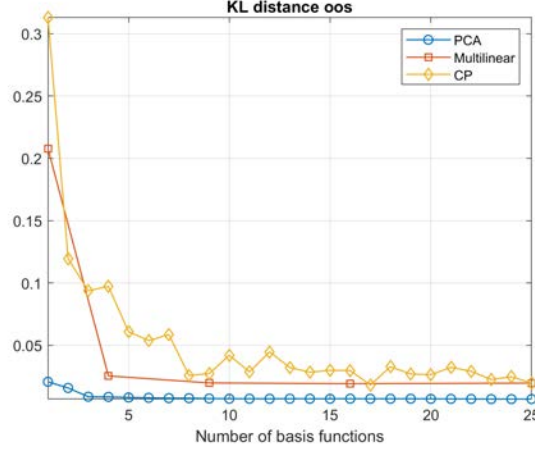 KL distance oos
0.3
0.25
0.2
0.15
0.1
0.05
PCA
Multilinear
CP
5
10
15
20
25
Number of basis functions